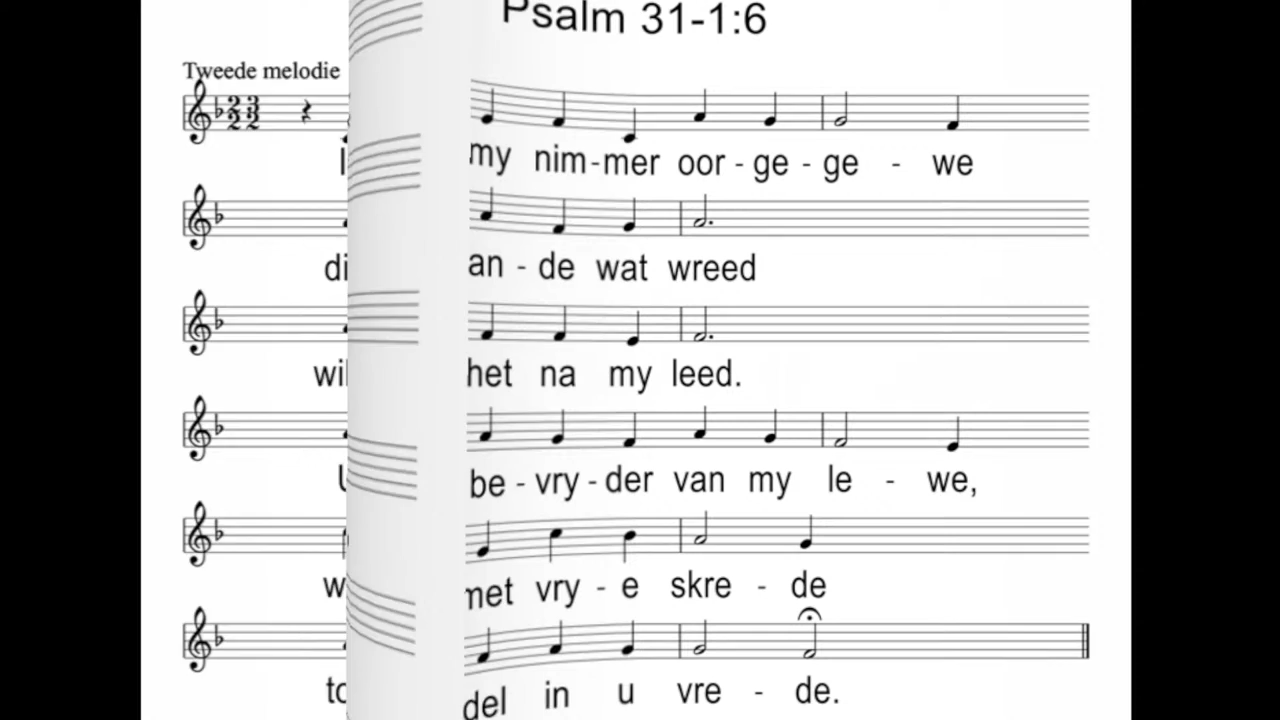 Psalm 31-1:6
Tweede melodie
my nim-mer oor-ge-ge-we
an-de wat wreed
het na my leed.
be-vry-der van my le-we,
met vry-e skre-de
in u vre-de.